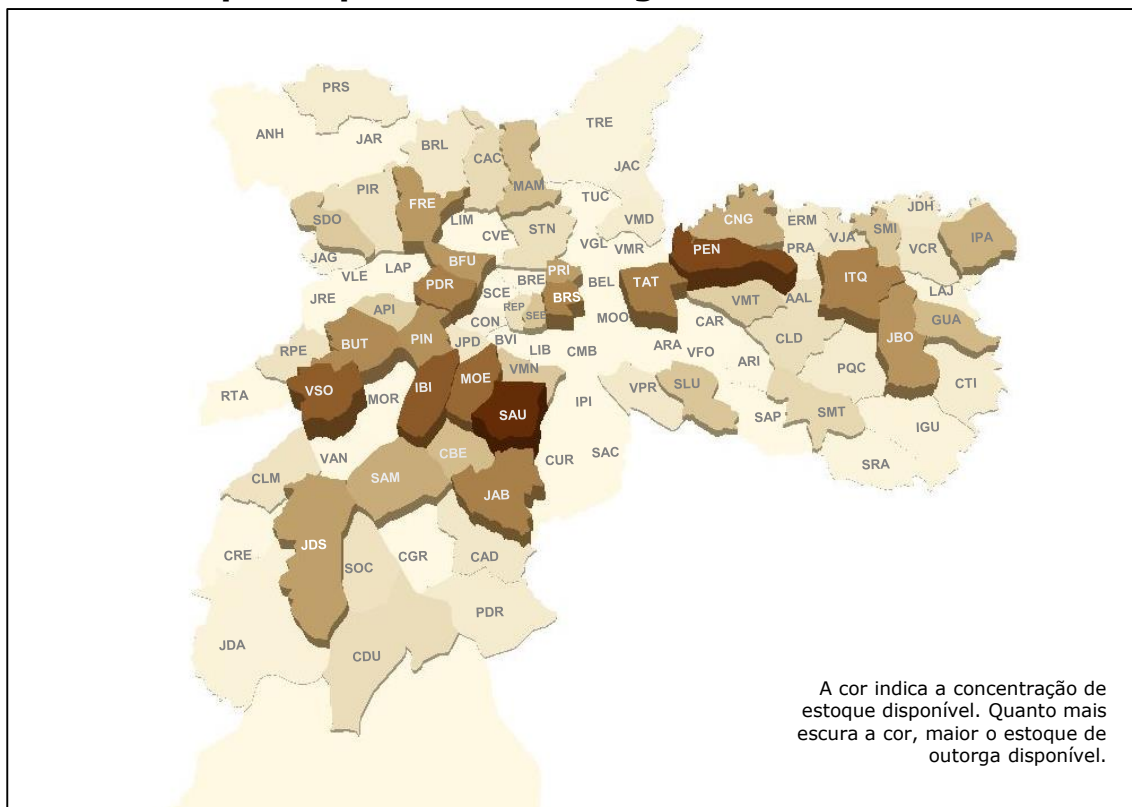 PRS
ANH
JAR
BRL
CAC
MAM
TRE
JAC
PIR
FRE
TUC
SDO
LIM
CVE
STN
VMD
CNG
ERM
JDH
JAG
VLE
LAP
BFU
VGL
VMR
PEN
PRA
VJA
SMI
VCR
IPA
JRE
PDR
SCE
BRE
PRI
BRS
BEL
TAT
ITQ
LAJ
API
CON
REP
SEE
MOO
VMT
AAL
GUA
RPE
BUT
PIN
JPD
BVI
LIB
CMB
ARA
CAR
VFO
CLD
JBO
RTA
VSO
MOR
IBI
MOE
VMN
IPI
VPR
SLU
ARI
PQC
CTI
SAU
SAP
SMT
IGU
VAN
CBE
CUR
SAC
SRA
CLM
SAM
JAB
CRE
JDS
SOC
CGR
CAD
JDA
CDU
PDR
A cor indica a concentração de
estoque disponível. Quanto mais
escura a cor, maior o estoque de
outorga disponível.